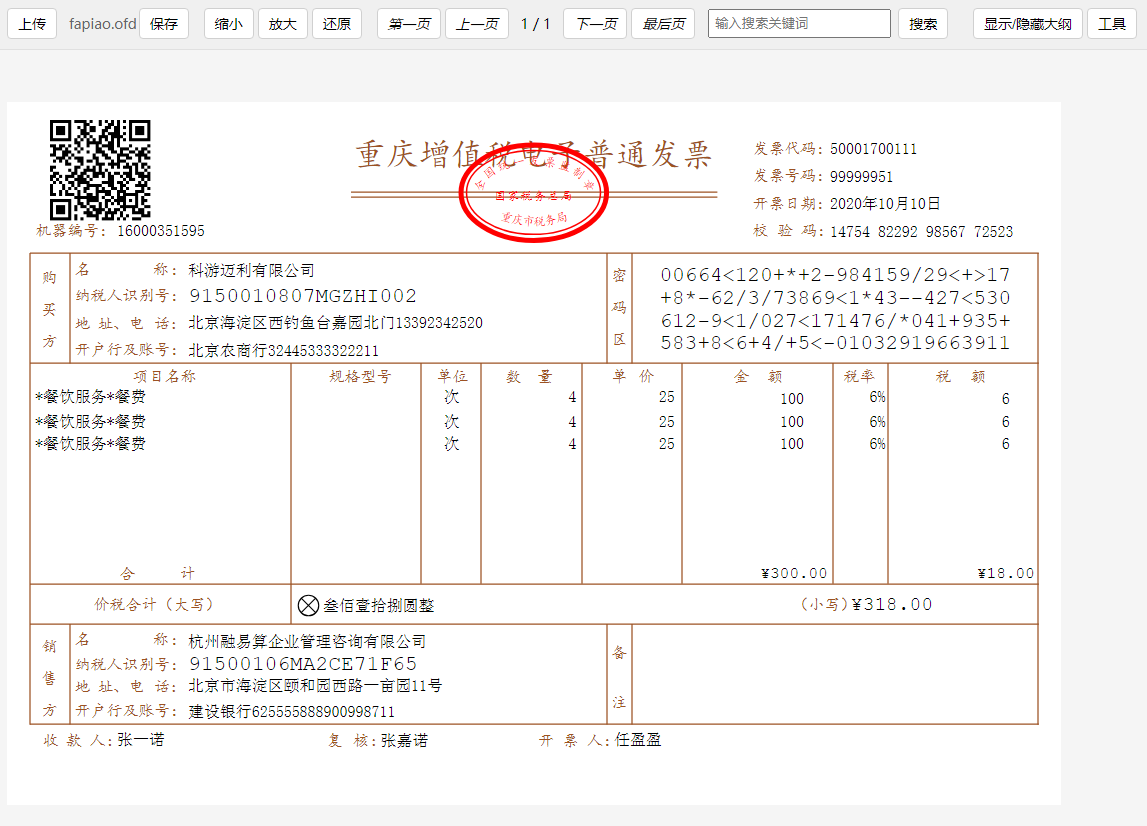 上传 fapiao.ofd 保存 缩小 放大 还原 第一页 上一页 1 / 1 下一页 最后页 输入搜索关键词 搜索 显示/隐藏大纲 工具
重庆增值税电子普通发票
全国统一发票监制章
国家税务总局
重庆市税务局
发票代码: 50001700111
发票号码: 99999951
开票日期: 2020年10月10日
校 验 码: 14754 82292 98567 72523
机器编号: 16000351595
购买方
名 称: 科游迈利有限公司
纳税人识别号: 9150010807MGZHI002
地 址、电 话: 北京海淀区西钓鱼台嘉园北门13392342520
开户行及账号: 北京农商行32445333322211
密码区
00664<120+*+2-984159/29<+>17
+8*-62/3/73869<1*43--427<530
612-9<1/027<171476/*041+935+
583+8<6+4/+5<-01032919663911
项目名称 规格型号 单位 数 量 单 价 金 额 税率 税 额
*餐饮服务*餐费 次 4 25 100 6% 6
*餐饮服务*餐费 次 4 25 100 6% 6
*餐饮服务*餐费 次 4 25 100 6% 6
合 计 ¥300.00 ¥18.00
价税合计（大写） 叁佰壹拾捌圆整 （小写）¥318.00
销售方
名 称: 杭州融易算企业管理咨询有限公司
纳税人识别号: 91500106MA2CE71F65
地 址、电 话: 北京市海淀区颐和园西路一亩园11号
开户行及账号: 建设银行625555888900998711
备注
收 款 人: 张一诺 复 核: 张嘉诺 开 票 人: 任盈盈